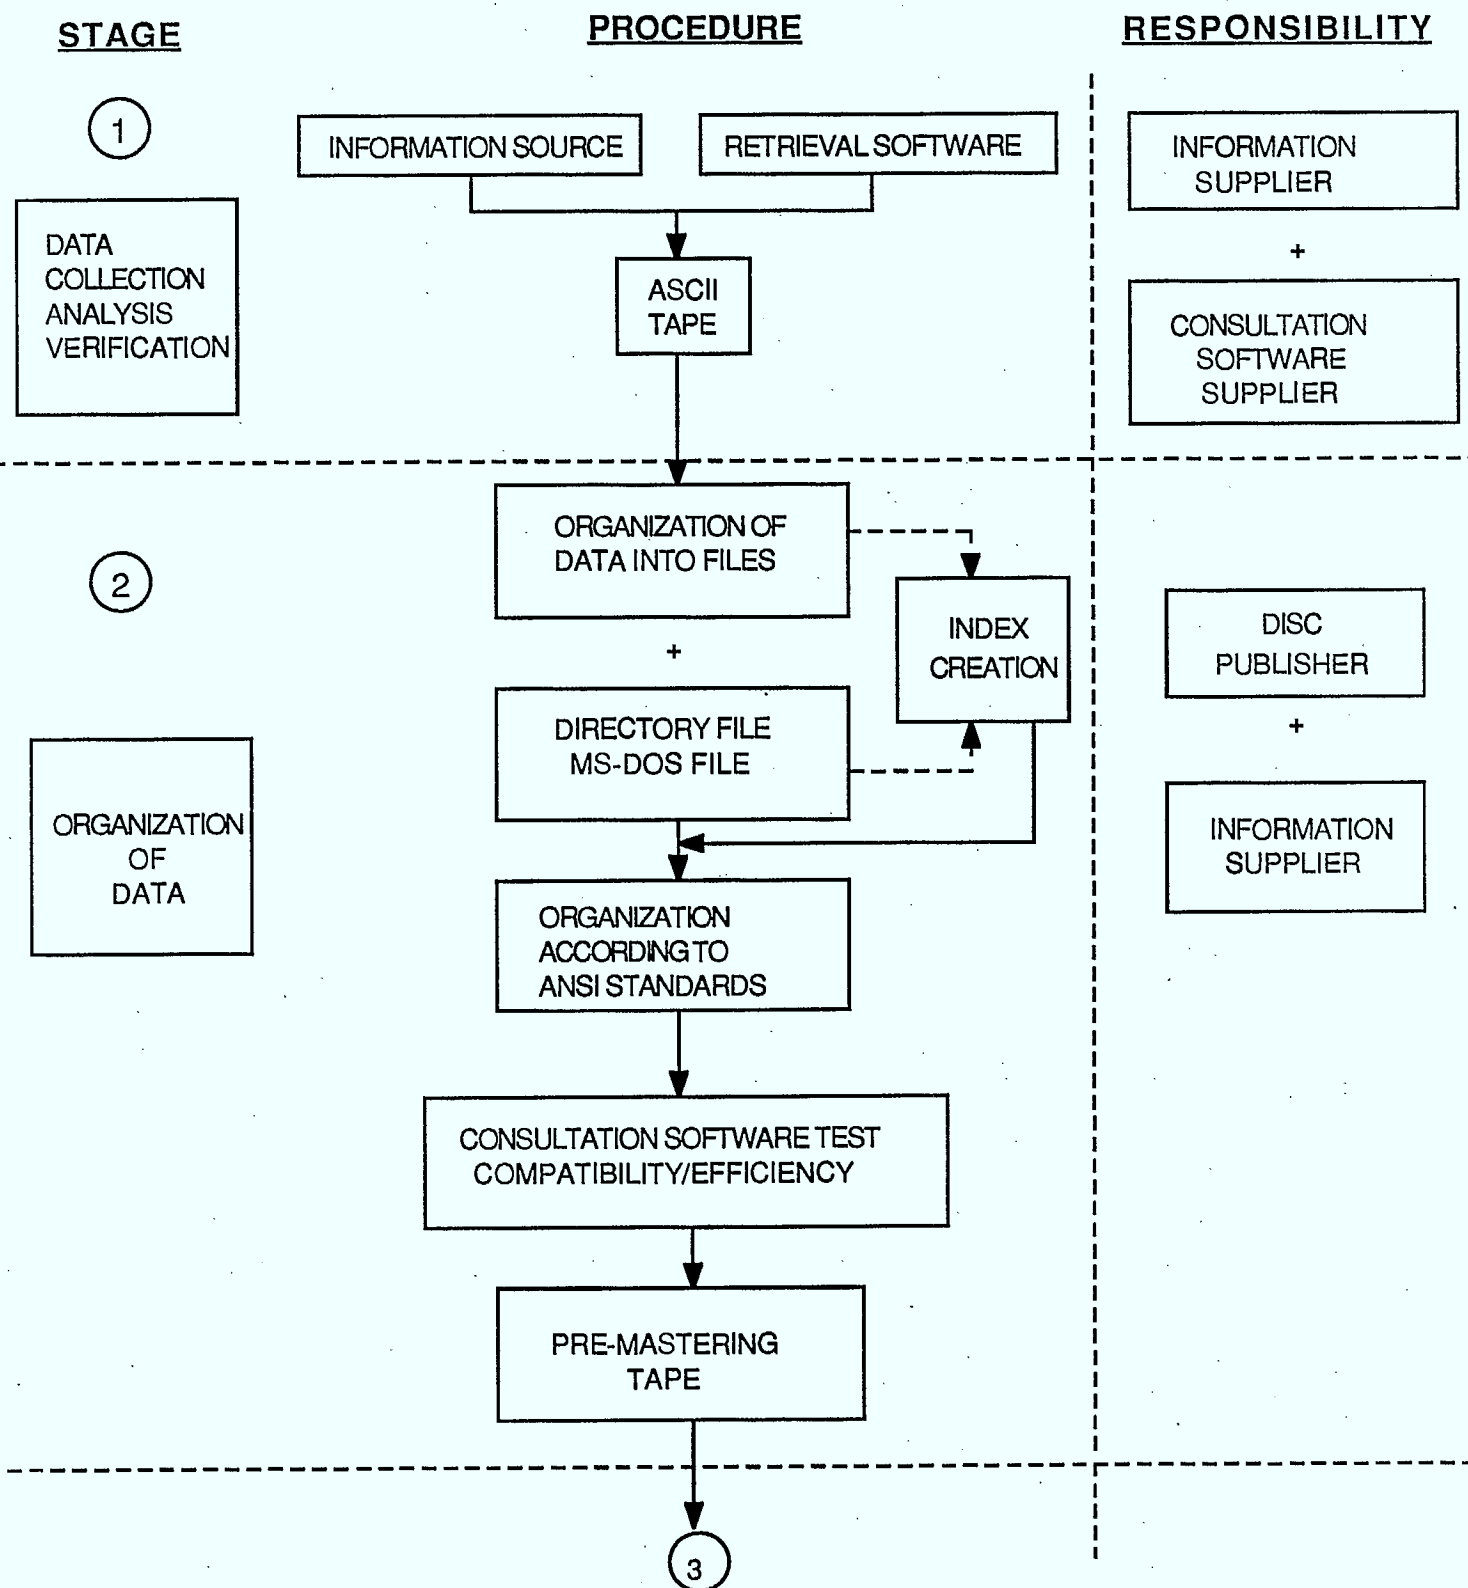 STAGE
PROCEDURE
RESPONSIBILITY
1
INFORMATION SOURCE
RETRIEVAL SOFTWARE
INFORMATION
SUPPLIER
+
DATA
COLLECTION
ANALYSIS
VERIFICATION
ASCII
TAPE
CONSULTATION
SOFTWARE
SUPPLIER
2
ORGANIZATION OF
DATA INTO FILES
+
INDEX
CREATION
DIRECTORY FILE
MS-DOS FILE
DISC
PUBLISHER
+
INFORMATION
SUPPLIER
ORGANIZATION
OF
DATA
ORGANIZATION
ACCORDING TO
ANSI STANDARDS
CONSULTATION SOFTWARE TEST
COMPATIBILITY/EFFICIENCY
PRE-MASTERING
TAPE
3